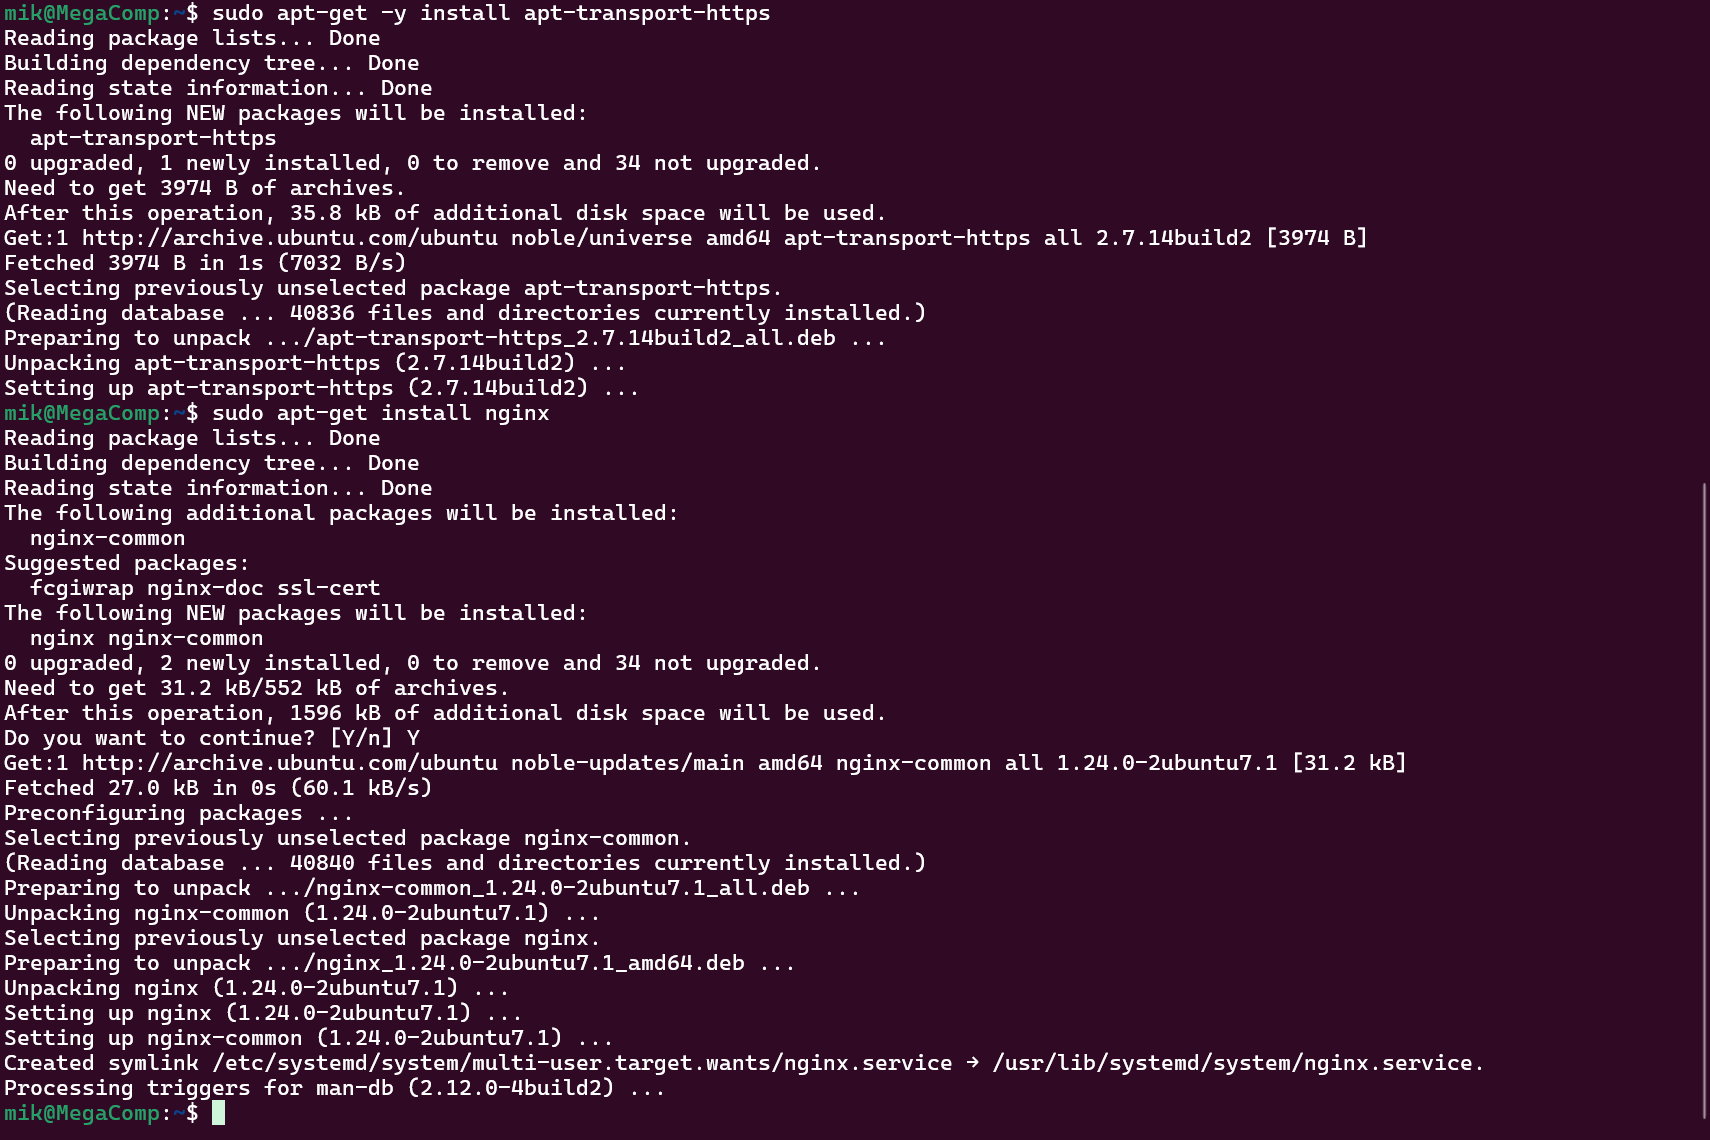 mik@MegaComp:~$ sudo apt-get -y install apt-transport-https
Reading package lists... Done
Building dependency tree... Done
Reading state information... Done
The following NEW packages will be installed:
  apt-transport-https
0 upgraded, 1 newly installed, 0 to remove and 34 not upgraded.
Need to get 3974 B of archives.
After this operation, 35.8 kB of additional disk space will be used.
Get:1 http://archive.ubuntu.com/ubuntu noble/universe amd64 apt-transport-https all 2.7.14build2 [3974 B]
Fetched 3974 B in 1s (7032 B/s)
Selecting previously unselected package apt-transport-https.
(Reading database ... 40836 files and directories currently installed.)
Preparing to unpack .../apt-transport-https_2.7.14build2_all.deb ...
Unpacking apt-transport-https (2.7.14build2) ...
Setting up apt-transport-https (2.7.14build2) ...
mik@MegaComp:~$ sudo apt-get install nginx
Reading package lists... Done
Building dependency tree... Done
Reading state information... Done
The following additional packages will be installed:
  nginx-common
Suggested packages:
  fcgiwrap nginx-doc ssl-cert
The following NEW packages will be installed:
  nginx nginx-common
0 upgraded, 2 newly installed, 0 to remove and 34 not upgraded.
Need to get 31.2 kB/552 kB of archives.
After this operation, 1596 kB of additional disk space will be used.
Do you want to continue? [Y/n] Y
Get:1 http://archive.ubuntu.com/ubuntu noble-updates/main amd64 nginx-common all 1.24.0-2ubuntu7.1 [31.2 kB]
Fetched 27.0 kB in 0s (60.1 kB/s)
Preconfiguring packages ...
Selecting previously unselected package nginx-common.
(Reading database ... 40840 files and directories currently installed.)
Preparing to unpack .../nginx-common_1.24.0-2ubuntu7.1_all.deb ...
Unpacking nginx-common (1.24.0-2ubuntu7.1) ...
Selecting previously unselected package nginx.
Preparing to unpack .../nginx_1.24.0-2ubuntu7.1_amd64.deb ...
Unpacking nginx (1.24.0-2ubuntu7.1) ...
Setting up nginx (1.24.0-2ubuntu7.1) ...
Setting up nginx-common (1.24.0-2ubuntu7.1) ...
Created symlink /etc/systemd/system/multi-user.target.wants/nginx.service → /usr/lib/systemd/system/nginx.service.
Processing triggers for man-db (2.12.0-4build2) ...
mik@MegaComp:~$